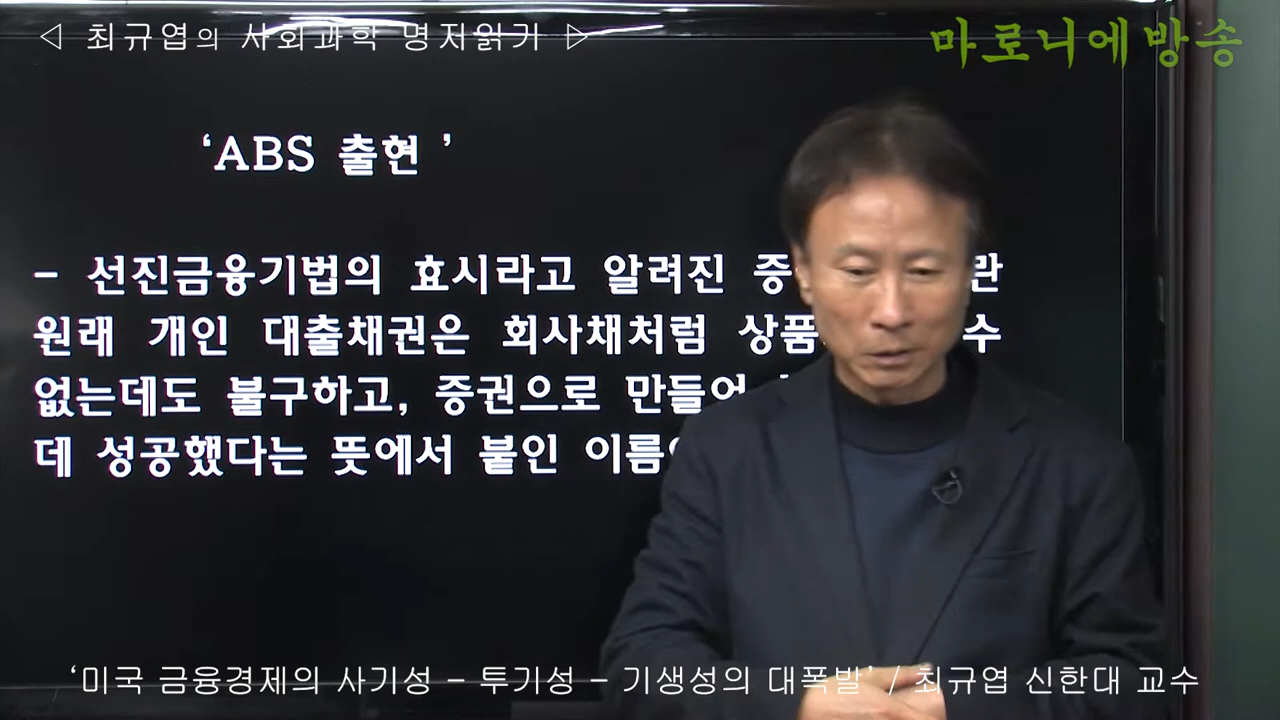 ◁ 최규엽의 사회과학 명저읽기 ▷
마로니에방송
‘ABS 출현 ’
- 선진금융기법의 효시라고 알려진
원래 개인 대출채권은 회사채처럼 수
없는데도 불구하고, 증권으로 만들어
데 성공했다는 뜻에서 붙인
‘미국 금융경제의 사기성 - 투기성 - 기생성의 대폭발’ / 최규엽 신한대 교수